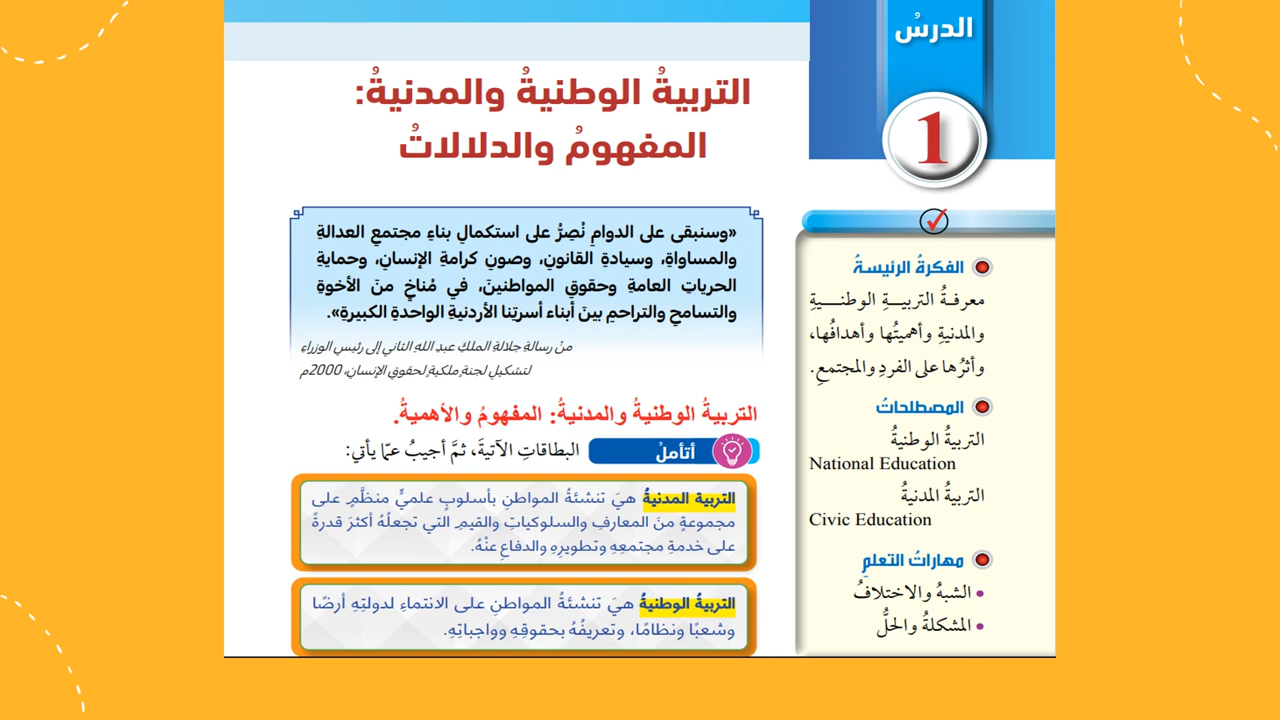 الدرسُ
1
التربيةُ الوطنيةُ والمدنيةُ:
المفهومُ والدلالاتُ
«وسنبقى على الدوامِ نُصِرُّ على استكمالِ بناءِ مجتمعِ العدالةِ
والمساواةِ، وسيادةِ القانونِ، وصونِ كرامةِ الإنسانِ، وحمايةِ
الحرياتِ العامةِ وحقوقِ المواطنينَ، في مُناخٍ منَ الأخوةِ
والتسامحِ والتراحمِ بينَ أبناء أسرتِنا الأردنيةِ الواحدةِ الكبيرةِ».
منْ رسالةِ جلالةِ الملكِ عبدِ اللهِ الثاني إلى رئيسِ الوزراءِ
لتشكيلِ لجنةٍ ملكيةٍ لحقوقِ الإنسانِ، 2000م
التربيةُ الوطنيةُ والمدنيةُ: المفهومُ والأهميةُ.
أتأملُ البطاقاتِ الآتيةَ، ثمَّ أجيبُ عمّا يأتي:
التربية المدنيةُ هيَ تنشئةُ المواطنِ بأسلوبٍ علميٍّ منظَّمٍ على
مجموعةٍ منَ المعارفِ والسلوكياتِ والقيمِ التي تجعلُهُ أكثرَ قدرةً
على خدمةِ مجتمعِهِ وتطويرِهِ والدفاعِ عنْهُ.
التربيةُ الوطنيةُ هيَ تنشئةُ المواطنِ على الانتماءِ لدولتِهِ أرضًا
وشعبًا ونظامًا، وتعريفُهُ بحقوقِهِ وواجباتِهِ.
الفكرةُ الرئيسةُ
معرفةُ التربيـةِ الوطنـيةِ
والمدنيةِ وأهميتُها وأهدافُها،
وأثرُها على الفردِ والمجتمعِ.
المصطلحاتُ
التربيةُ الوطنيةُ
National Education
التربيةُ المدنيةُ
Civic Education
مهاراتُ التعلمِ
• الشبهُ والاختلافُ
• المشكلةُ والحلُّ